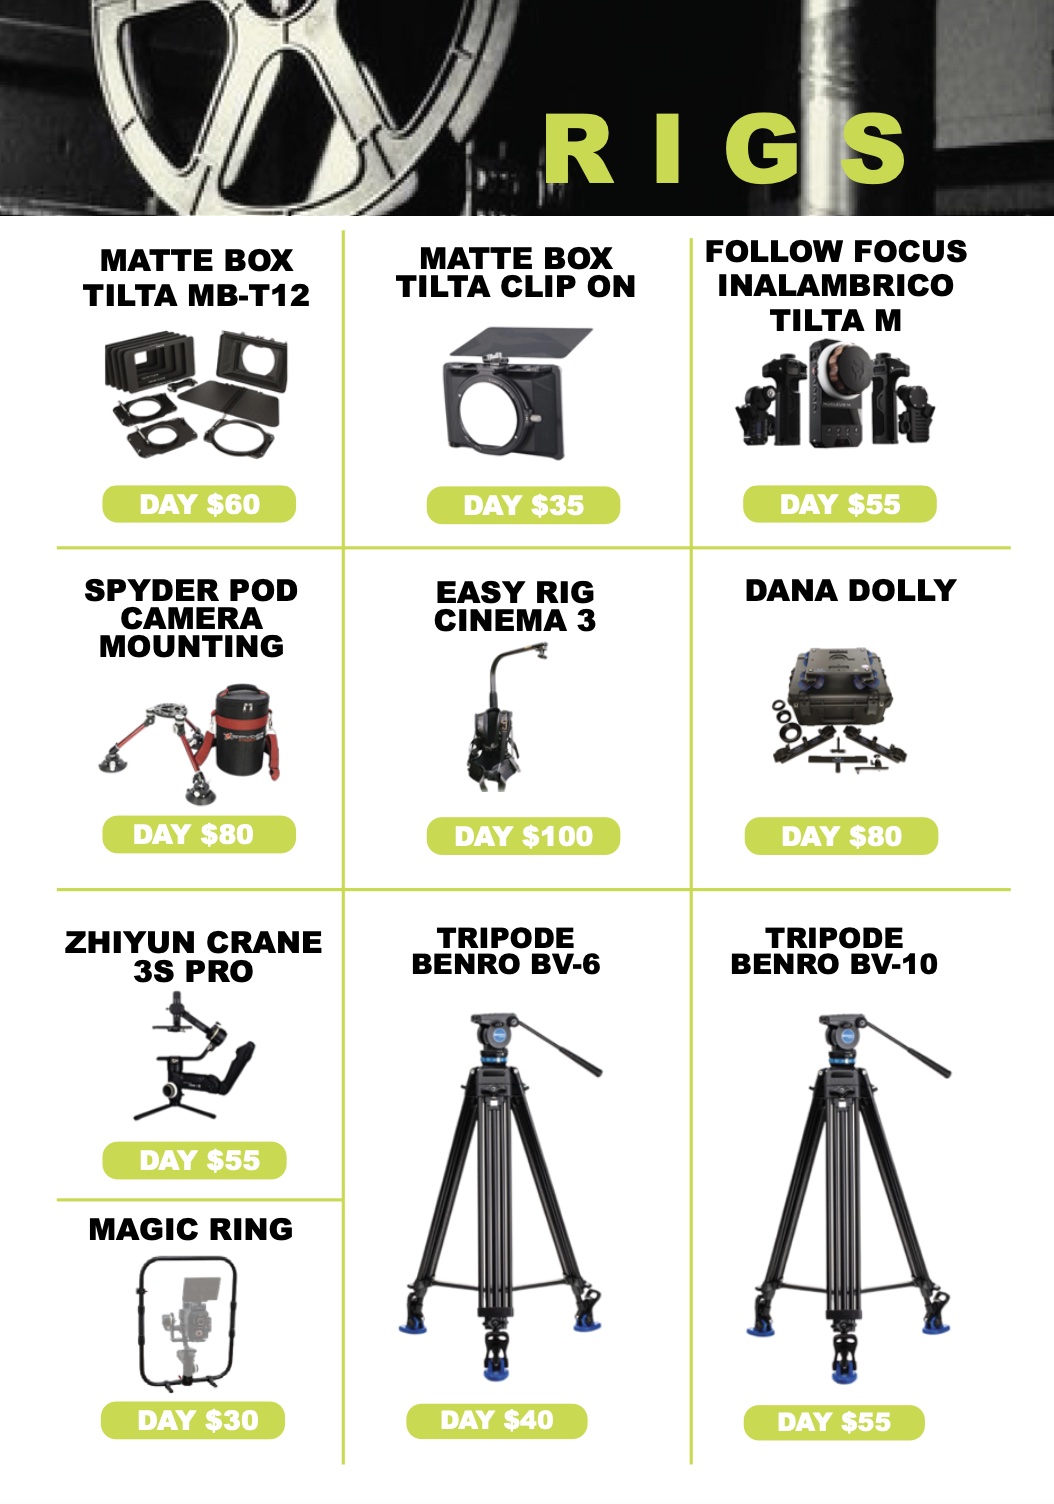 RIGS
MATTE BOX
TILTA MB-T12
DAY $60
MATTE BOX
TILTA CLIP ON
DAY $35
FOLLOW FOCUS
INALAMBRICO
TILTA M
DAY $55
SPYDER POD
CAMERA
MOUNTING
DAY $80
EASY RIG
CINEMA 3
DAY $100
DANA DOLLY
DAY $80
ZHIYUN CRANE
3S PRO
DAY $55
MAGIC RING
DAY $30
TRIPODE
BENRO BV-6
DAY $40
TRIPODE
BENRO BV-10
DAY $55